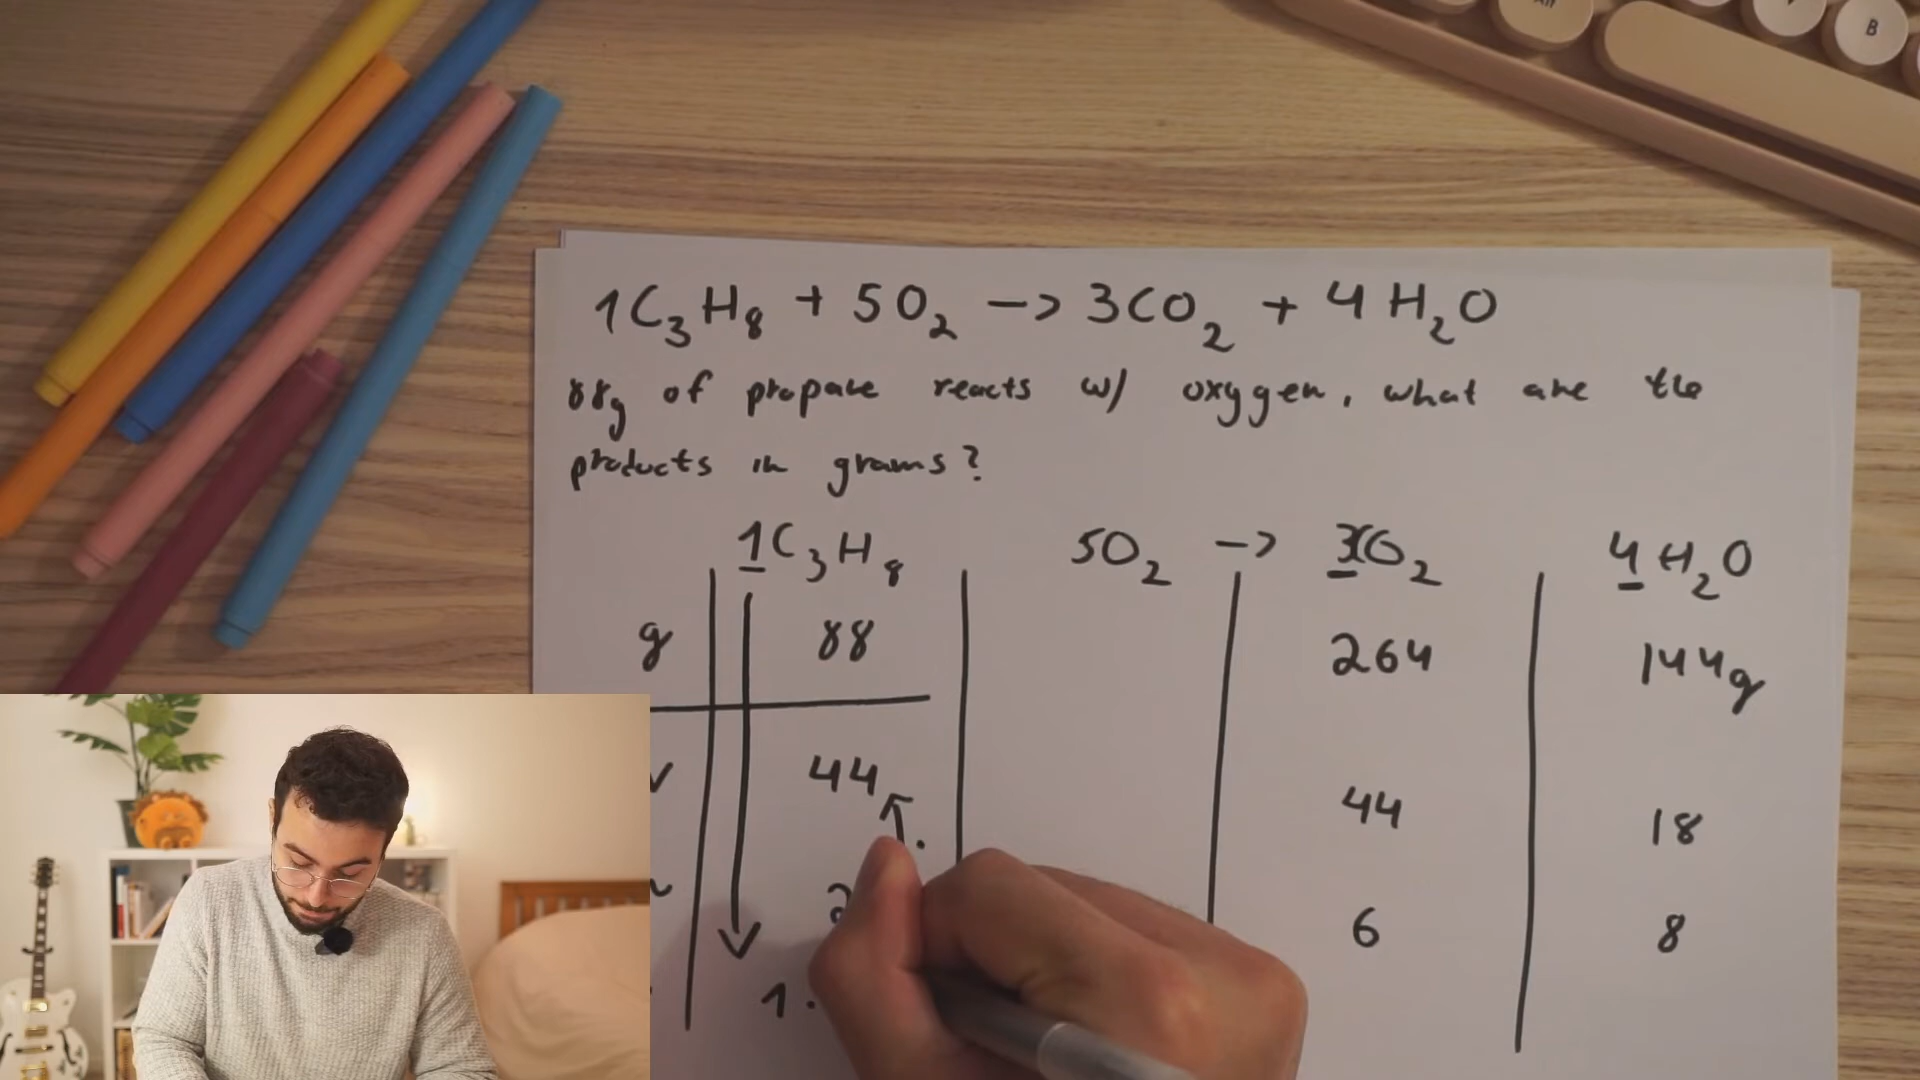 B
1C₃H₈ + 5O₂ -> 3CO₂ + 4H₂O
88g of propane reacts w/ oxygen, what are the
products in grams?
1C₃H₈ 5O₂ -> 3CO₂ 4H₂O
g 88 264 144g
44 44 18
2 6 8
1.